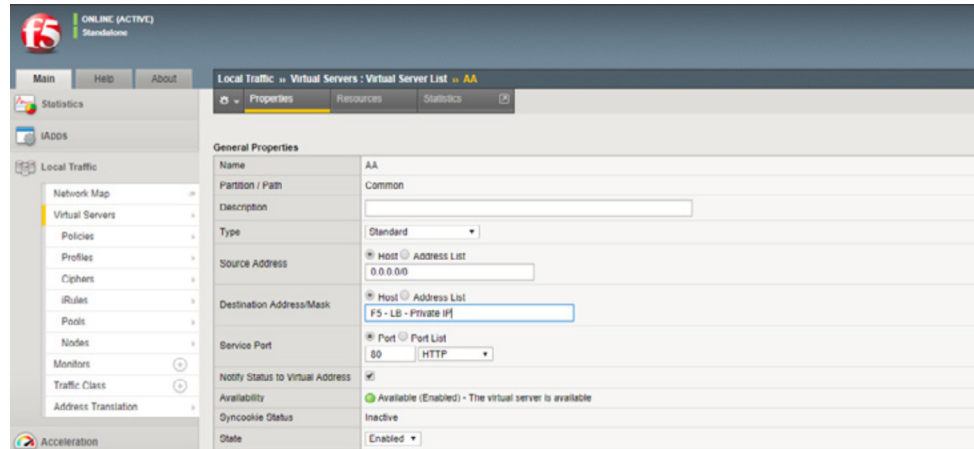 f5
ONLINE (ACTIVE)
Standalone
Main Help About
Statistics
iApps
Local Traffic
Network Map
Virtual Servers
Policies
Profiles
Ciphers
iRules
Pools
Nodes
Monitors
Traffic Class
Address Translation
Acceleration
Local Traffic » Virtual Servers : Virtual Server List » AA
Properties Resources Statistics
General Properties
Name AA
Partition / Path Common
Description
Type Standard
Source Address Host Address List
0.0.0.0/0
Destination Address/Mask Host Address List
F5 - LB - Private IP
Service Port Port Port List
80 HTTP
Notify Status to Virtual Address
Availability Available (Enabled) - The virtual server is available
Syncookie Status Inactive
State Enabled